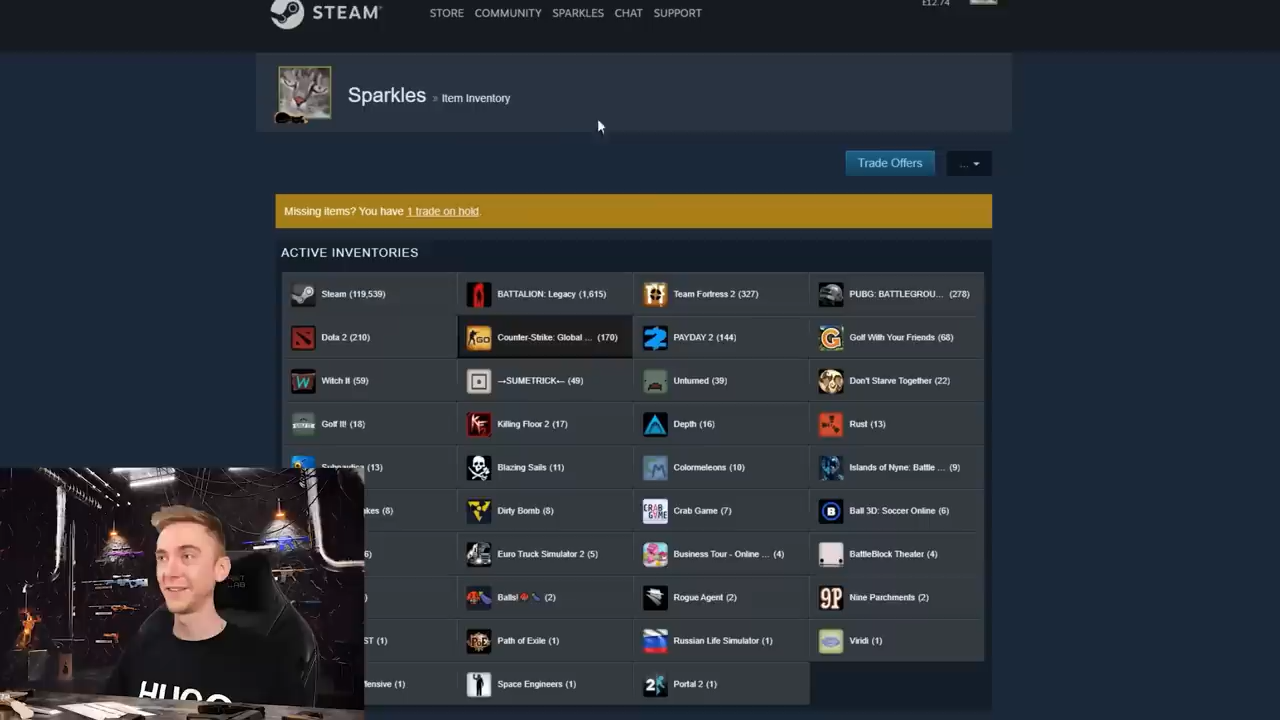 £12.74
STEAM
STORE COMMUNITY SPARKLES CHAT SUPPORT
Sparkles » Item Inventory
Trade Offers
...
Missing items? You have 1 trade on hold.
ACTIVE INVENTORIES
Steam (119,539) BATTALION: Legacy (1,615) Team Fortress 2 (327) PUBG: BATTLEGROU... (278)
Dota 2 (210) Counter-Strike: Global ... (170) PAYDAY 2 (144) Golf With Your Friends (68)
Witch It (59) →SUMETRICK← (49) Unturned (39) Don't Starve Together (22)
Golf It! (18) Killing Floor 2 (17) Depth (16) Rust (13)
Subnautica (13) Blazing Sails (11) Colormeleons (10) Islands of Nyne: Battle ... (9)
akes (8) Dirty Bomb (8) Crab Game (7) Ball 3D: Soccer Online (6)
6) Euro Truck Simulator 2 (5) Business Tour - Online ... (4) BattleBlock Theater (4)
) Balls! (2) Rogue Agent (2) Nine Parchments (2)
ST (1) Path of Exile (1) Russian Life Simulator (1) Viridi (1)
ffensive (1) Space Engineers (1) Portal 2 (1)